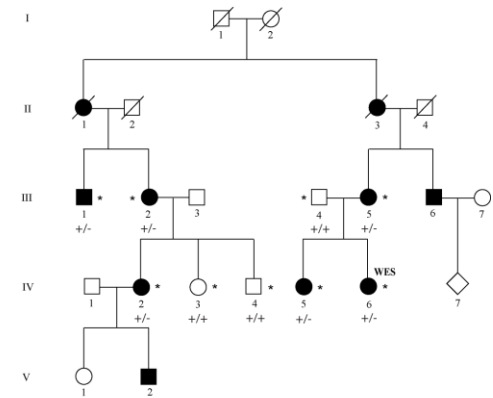 I
1 2
II
1 2 3 4
III
* * * *
1 2 3 4 5 6 7
+/- +/- +/+ +/-
WES
IV
* * * * *
1 2 3 4 5 6 7
+/- +/+ +/+ +/- +/-
V
1 2